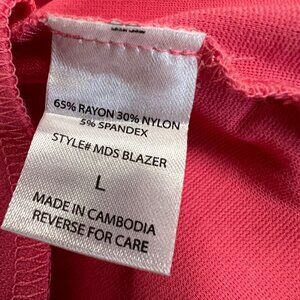 65% RAYON 30% NYLON
5% SPANDEX
STYLE# MDS BLAZER
L
MADE IN CAMBODIA
REVERSE FOR CARE